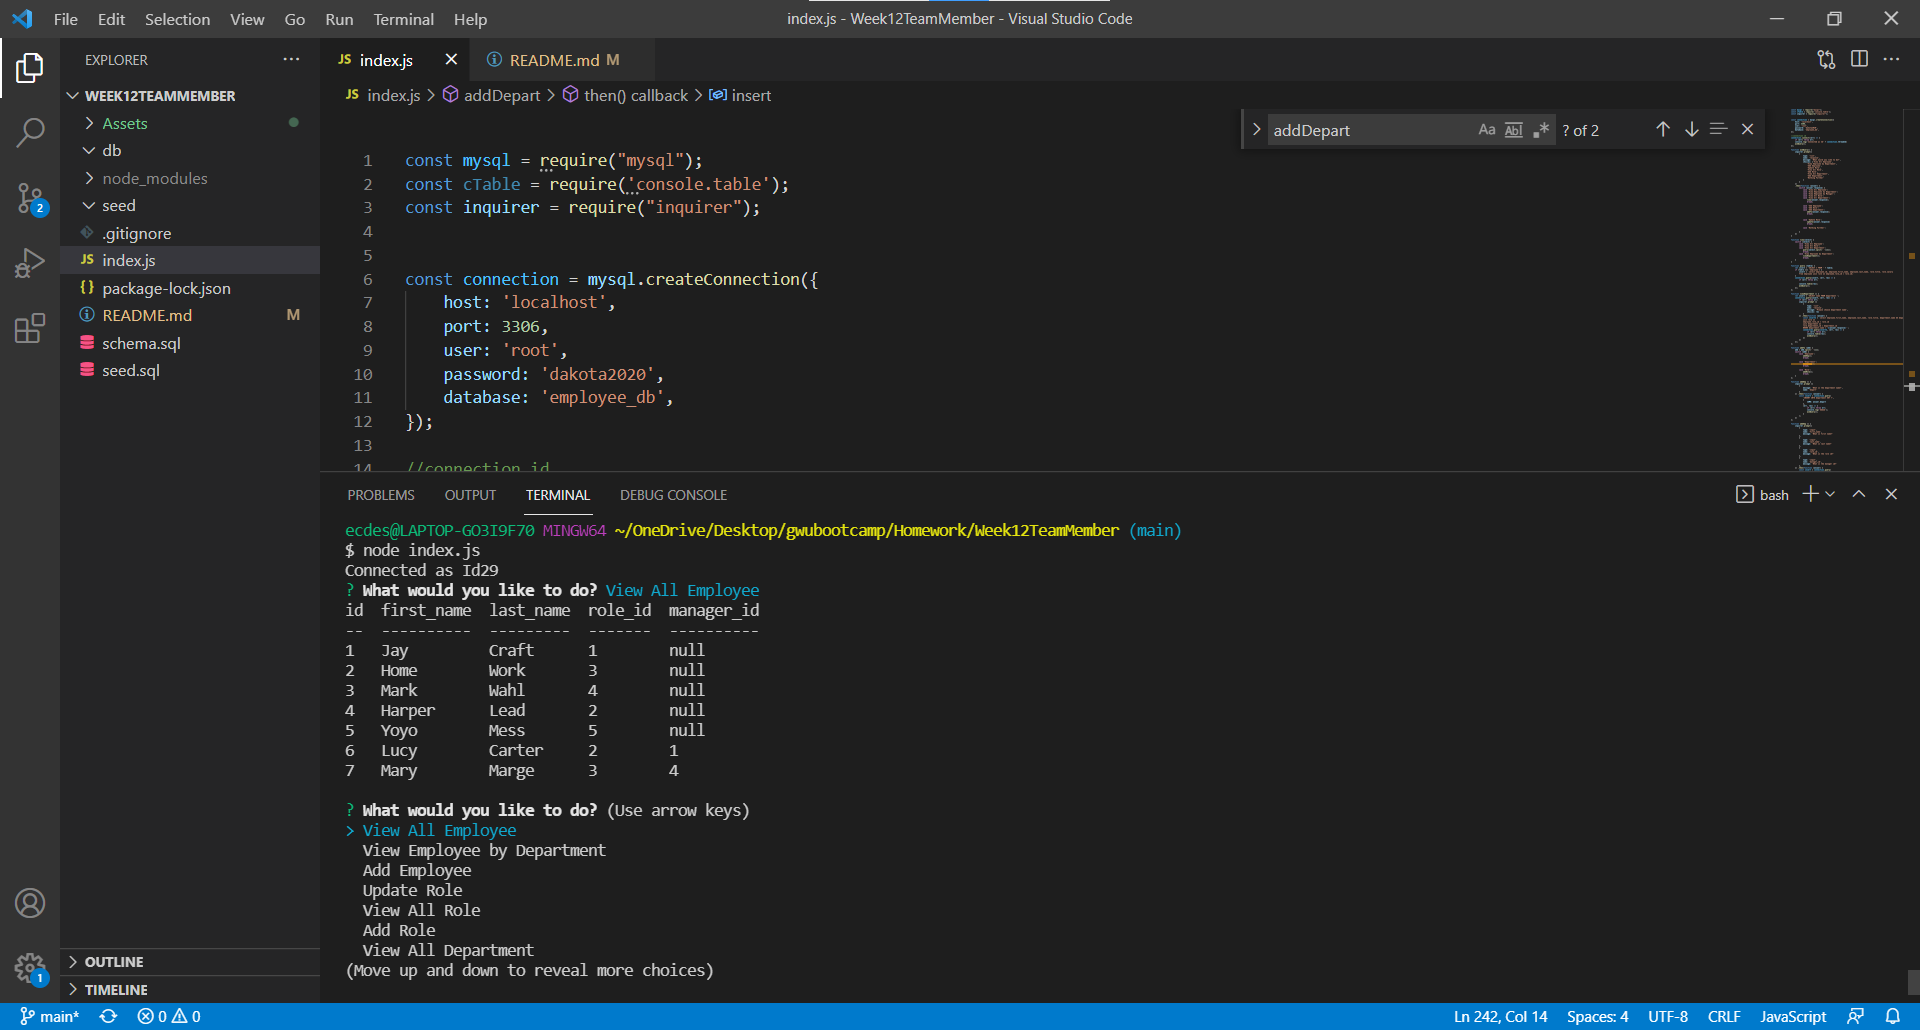 File Edit Selection View Go Run Terminal Help
index.js - Week12TeamMember - Visual Studio Code
EXPLORER
WEEK12TEAMMEMBER
Assets
db
node_modules
seed
.gitignore
JS index.js
{} package-lock.json
README.md M
schema.sql
seed.sql
OUTLINE
TIMELINE
2
1
JS index.js
README.md M
JS index.js > addDepart > then() callback > insert
addDepart Aa Abl ? of 2
1 const mysql = require("mysql");
2 const cTable = require('console.table');
3 const inquirer = require("inquirer");
4
5
6 const connection = mysql.createConnection({
7 host: 'localhost',
8 port: 3306,
9 user: 'root',
10 password: 'dakota2020',
11 database: 'employee_db',
12 });
13
14 //connection id
PROBLEMS OUTPUT TERMINAL DEBUG CONSOLE
bash
ecdes@LAPTOP-GO3I9F70 MINGW64 ~/OneDrive/Desktop/gwubootcamp/Homework/Week12TeamMember (main)
$ node index.js
Connected as Id29
? What would you like to do? View All Employee
id first_name last_name role_id manager_id
-- ---------- --------- ------- ----------
1 Jay Craft 1 null
2 Home Work 3 null
3 Mark Wahl 4 null
4 Harper Lead 2 null
5 Yoyo Mess 5 null
6 Lucy Carter 2 1
7 Mary Marge 3 4
? What would you like to do? (Use arrow keys)
> View All Employee
View Employee by Department
Add Employee
Update Role
View All Role
Add Role
View All Department
(Move up and down to reveal more choices)
main* 0 0
Ln 242, Col 14 Spaces: 4 UTF-8 CRLF JavaScript